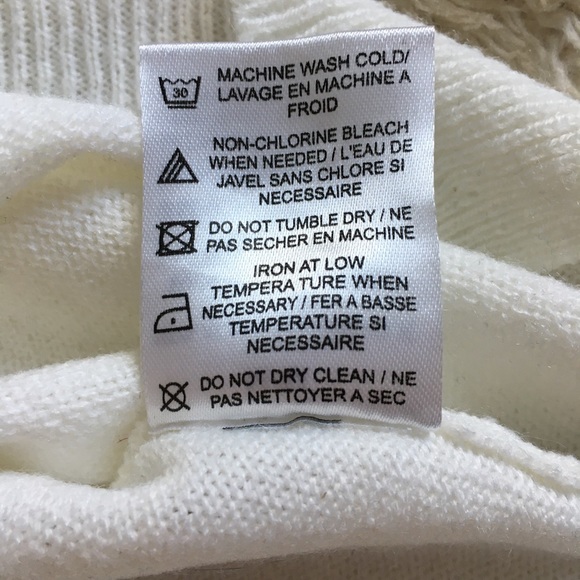 30
MACHINE WASH COLD/
LAVAGE EN MACHINE A
FROID
NON-CHLORINE BLEACH
WHEN NEEDED / L'EAU DE
JAVEL SANS CHLORE SI
NECESSAIRE
DO NOT TUMBLE DRY / NE
PAS SECHER EN MACHINE
IRON AT LOW
TEMPERA TURE WHEN
NECESSARY / FER A BASSE
TEMPERATURE SI
NECESSAIRE
DO NOT DRY CLEAN / NE
PAS NETTOYER A SEC